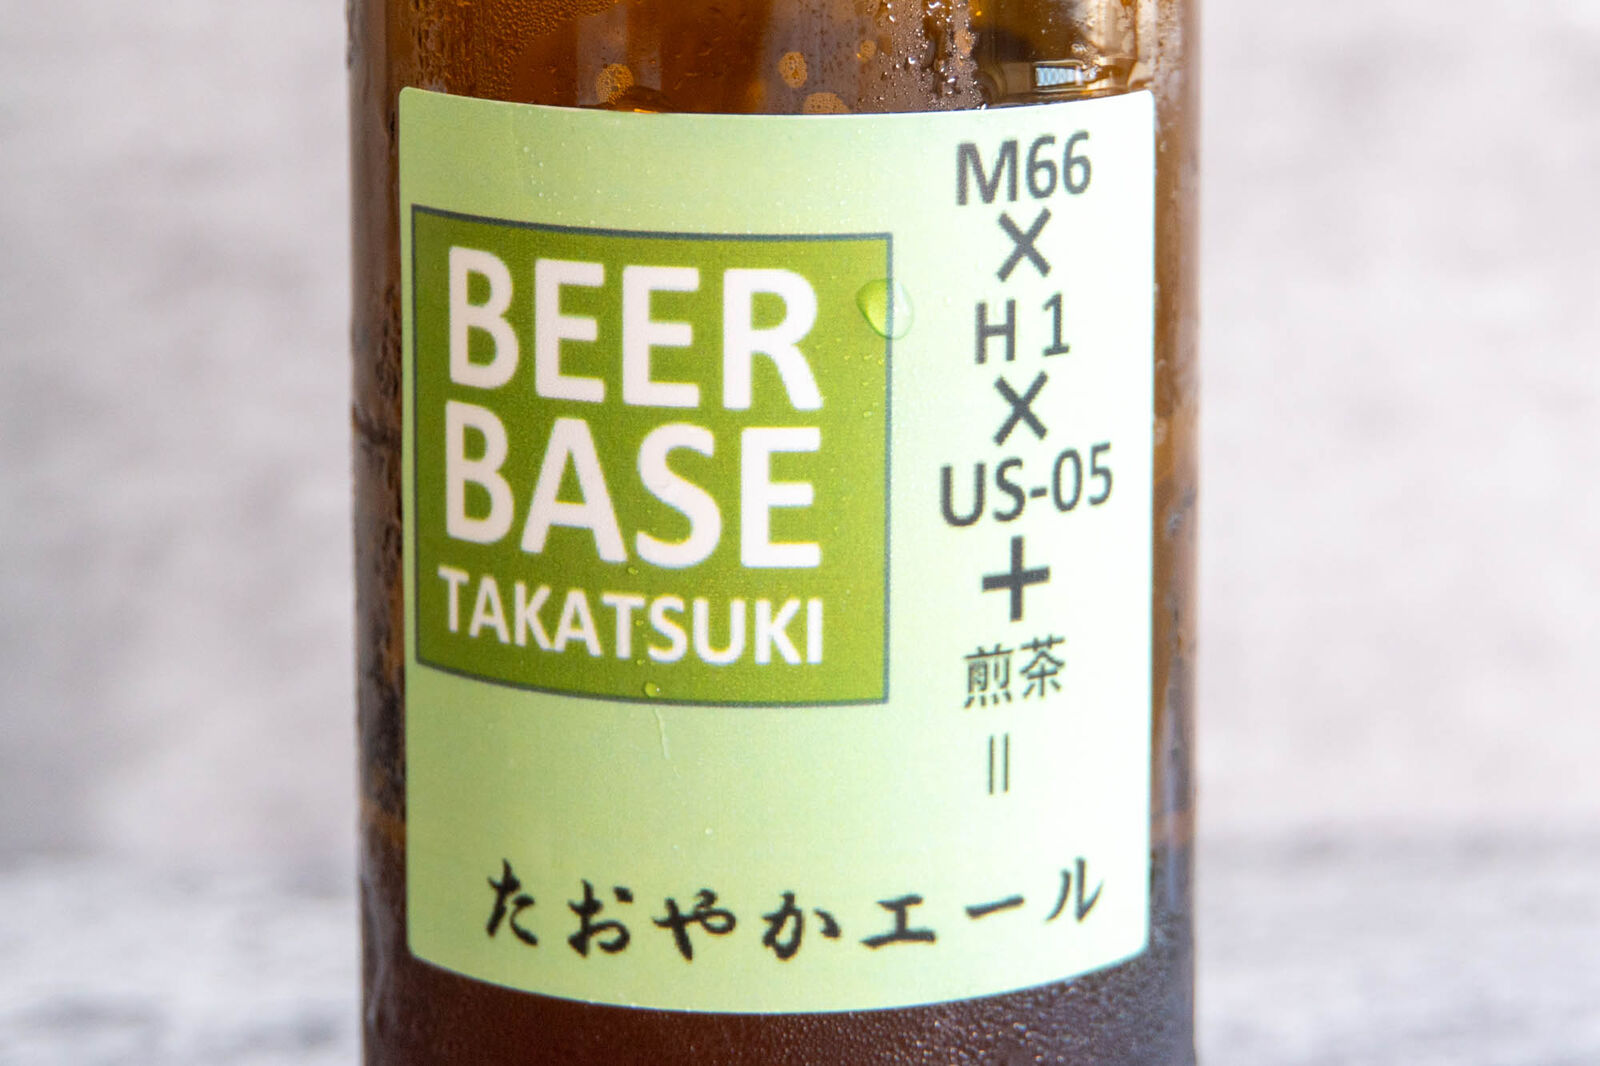 BEER
BASE
TAKATSUKI
M66
×
H1
×
US-05
+
煎茶
||
たおやかエール